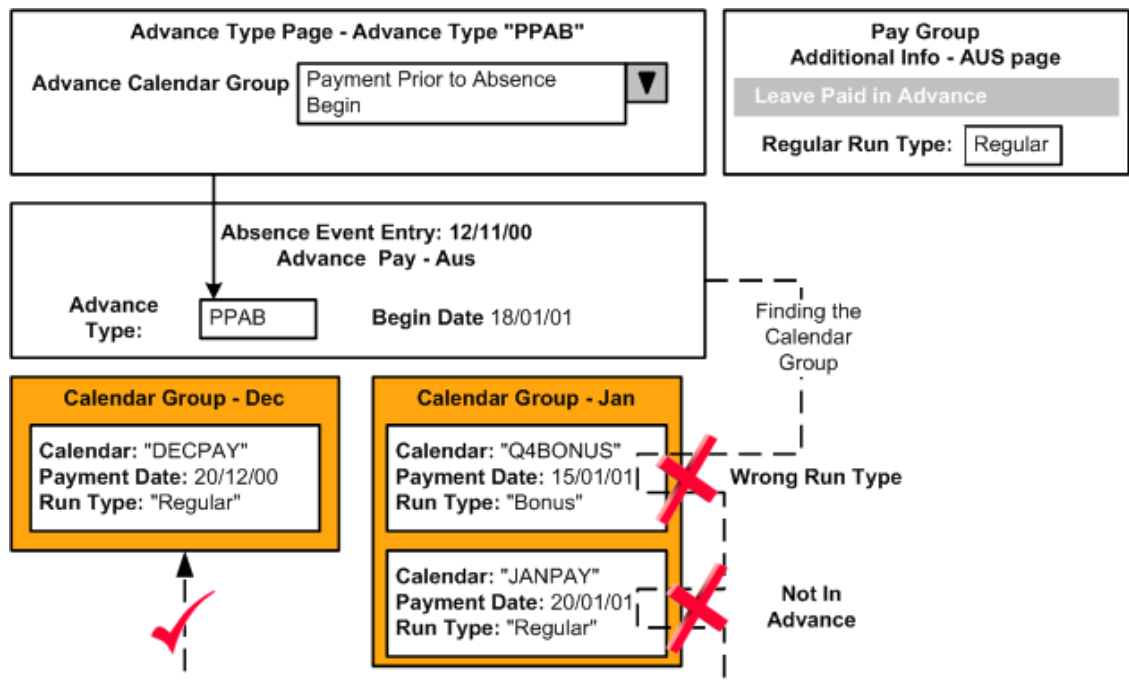 Advance Type Page - Advance Type "PPAB"
Advance Calendar Group
Payment Prior to Absence
Begin
Pay Group
Additional Info - AUS page
Leave Paid in Advance
Regular Run Type: Regular
Absence Event Entry: 12/11/00
Advance Pay - Aus
Advance
Type:
PPAB
Begin Date 18/01/01
Finding the
Calendar
Group
Calendar Group - Dec
Calendar: "DECPAY"
Payment Date: 20/12/00
Run Type: "Regular"
Calendar Group - Jan
Calendar: "Q4BONUS"
Payment Date: 15/01/01
Run Type: "Bonus"
Wrong Run Type
Calendar: "JANPAY"
Payment Date: 20/01/01
Run Type: "Regular"
Not In
Advance